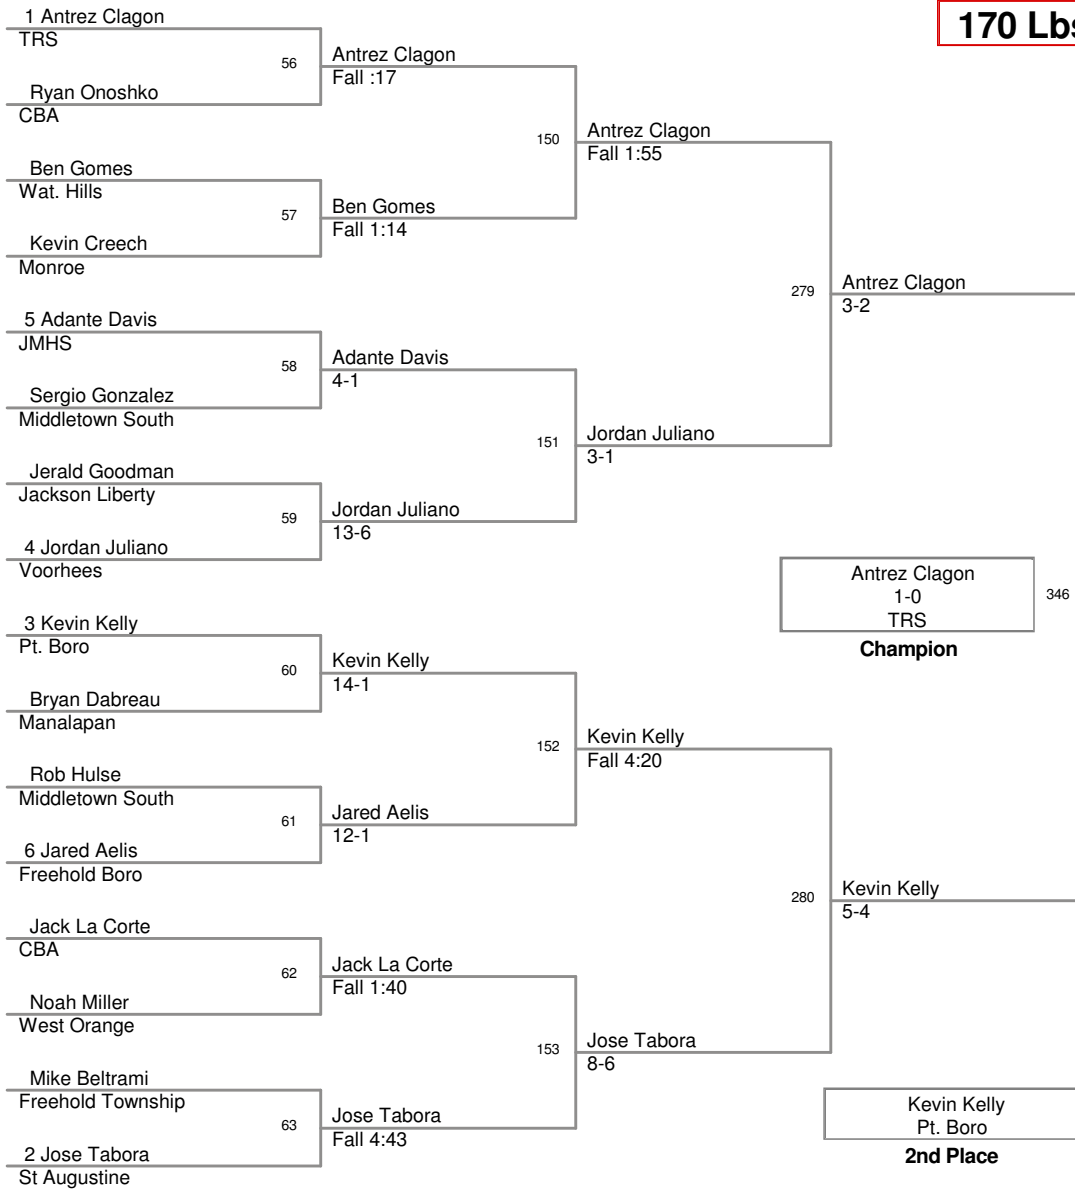 170 Lbs
1 Antrez Clagon
TRS
56
Ryan Onoshko
CBA
Antrez Clagon
Fall :17
Ben Gomes
Wat. Hills
57
Kevin Creech
Monroe
Ben Gomes
Fall 1:14
150
Antrez Clagon
Fall 1:55
5 Adante Davis
JMHS
58
Sergio Gonzalez
Middletown South
Adante Davis
4-1
Jerald Goodman
Jackson Liberty
59
4 Jordan Juliano
Voorhees
Jordan Juliano
13-6
151
Jordan Juliano
3-1
279
Antrez Clagon
3-2
Antrez Clagon
1-0
TRS
346
Champion
3 Kevin Kelly
Pt. Boro
60
Bryan Dabreau
Manalapan
Kevin Kelly
14-1
Rob Hulse
Middletown South
61
6 Jared Aelis
Freehold Boro
Jared Aelis
12-1
152
Kevin Kelly
Fall 4:20
Jack La Corte
CBA
62
Noah Miller
West Orange
Jack La Corte
Fall 1:40
Mike Beltrami
Freehold Township
63
2 Jose Tabora
St Augustine
Jose Tabora
Fall 4:43
153
Jose Tabora
8-6
280
Kevin Kelly
5-4
Kevin Kelly
Pt. Boro
2nd Place